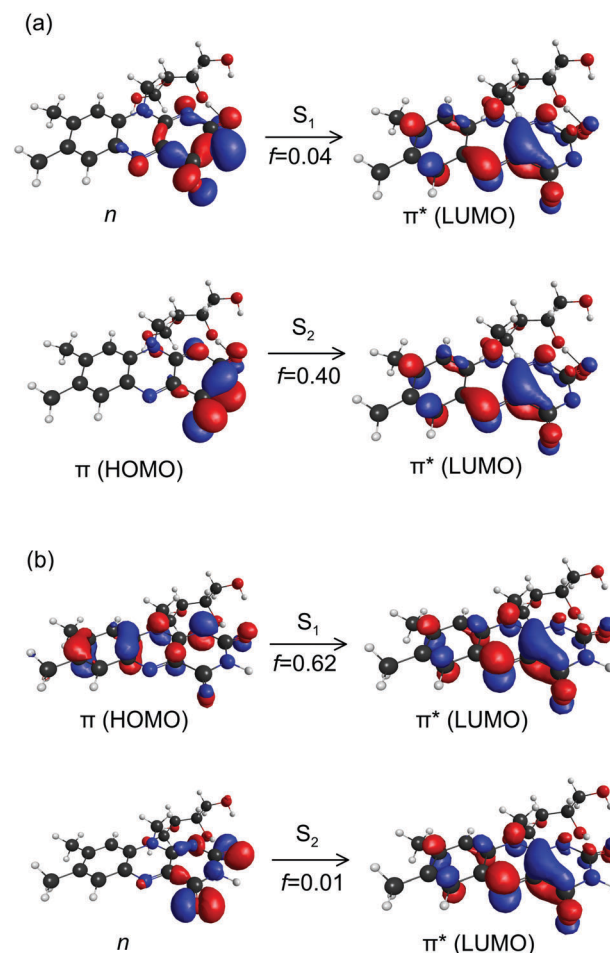 (a)
S₁
f=0.04
n
π* (LUMO)
S₂
f=0.40
π (HOMO)
π* (LUMO)
(b)
S₁
f=0.62
π (HOMO)
π* (LUMO)
S₂
f=0.01
n
π* (LUMO)